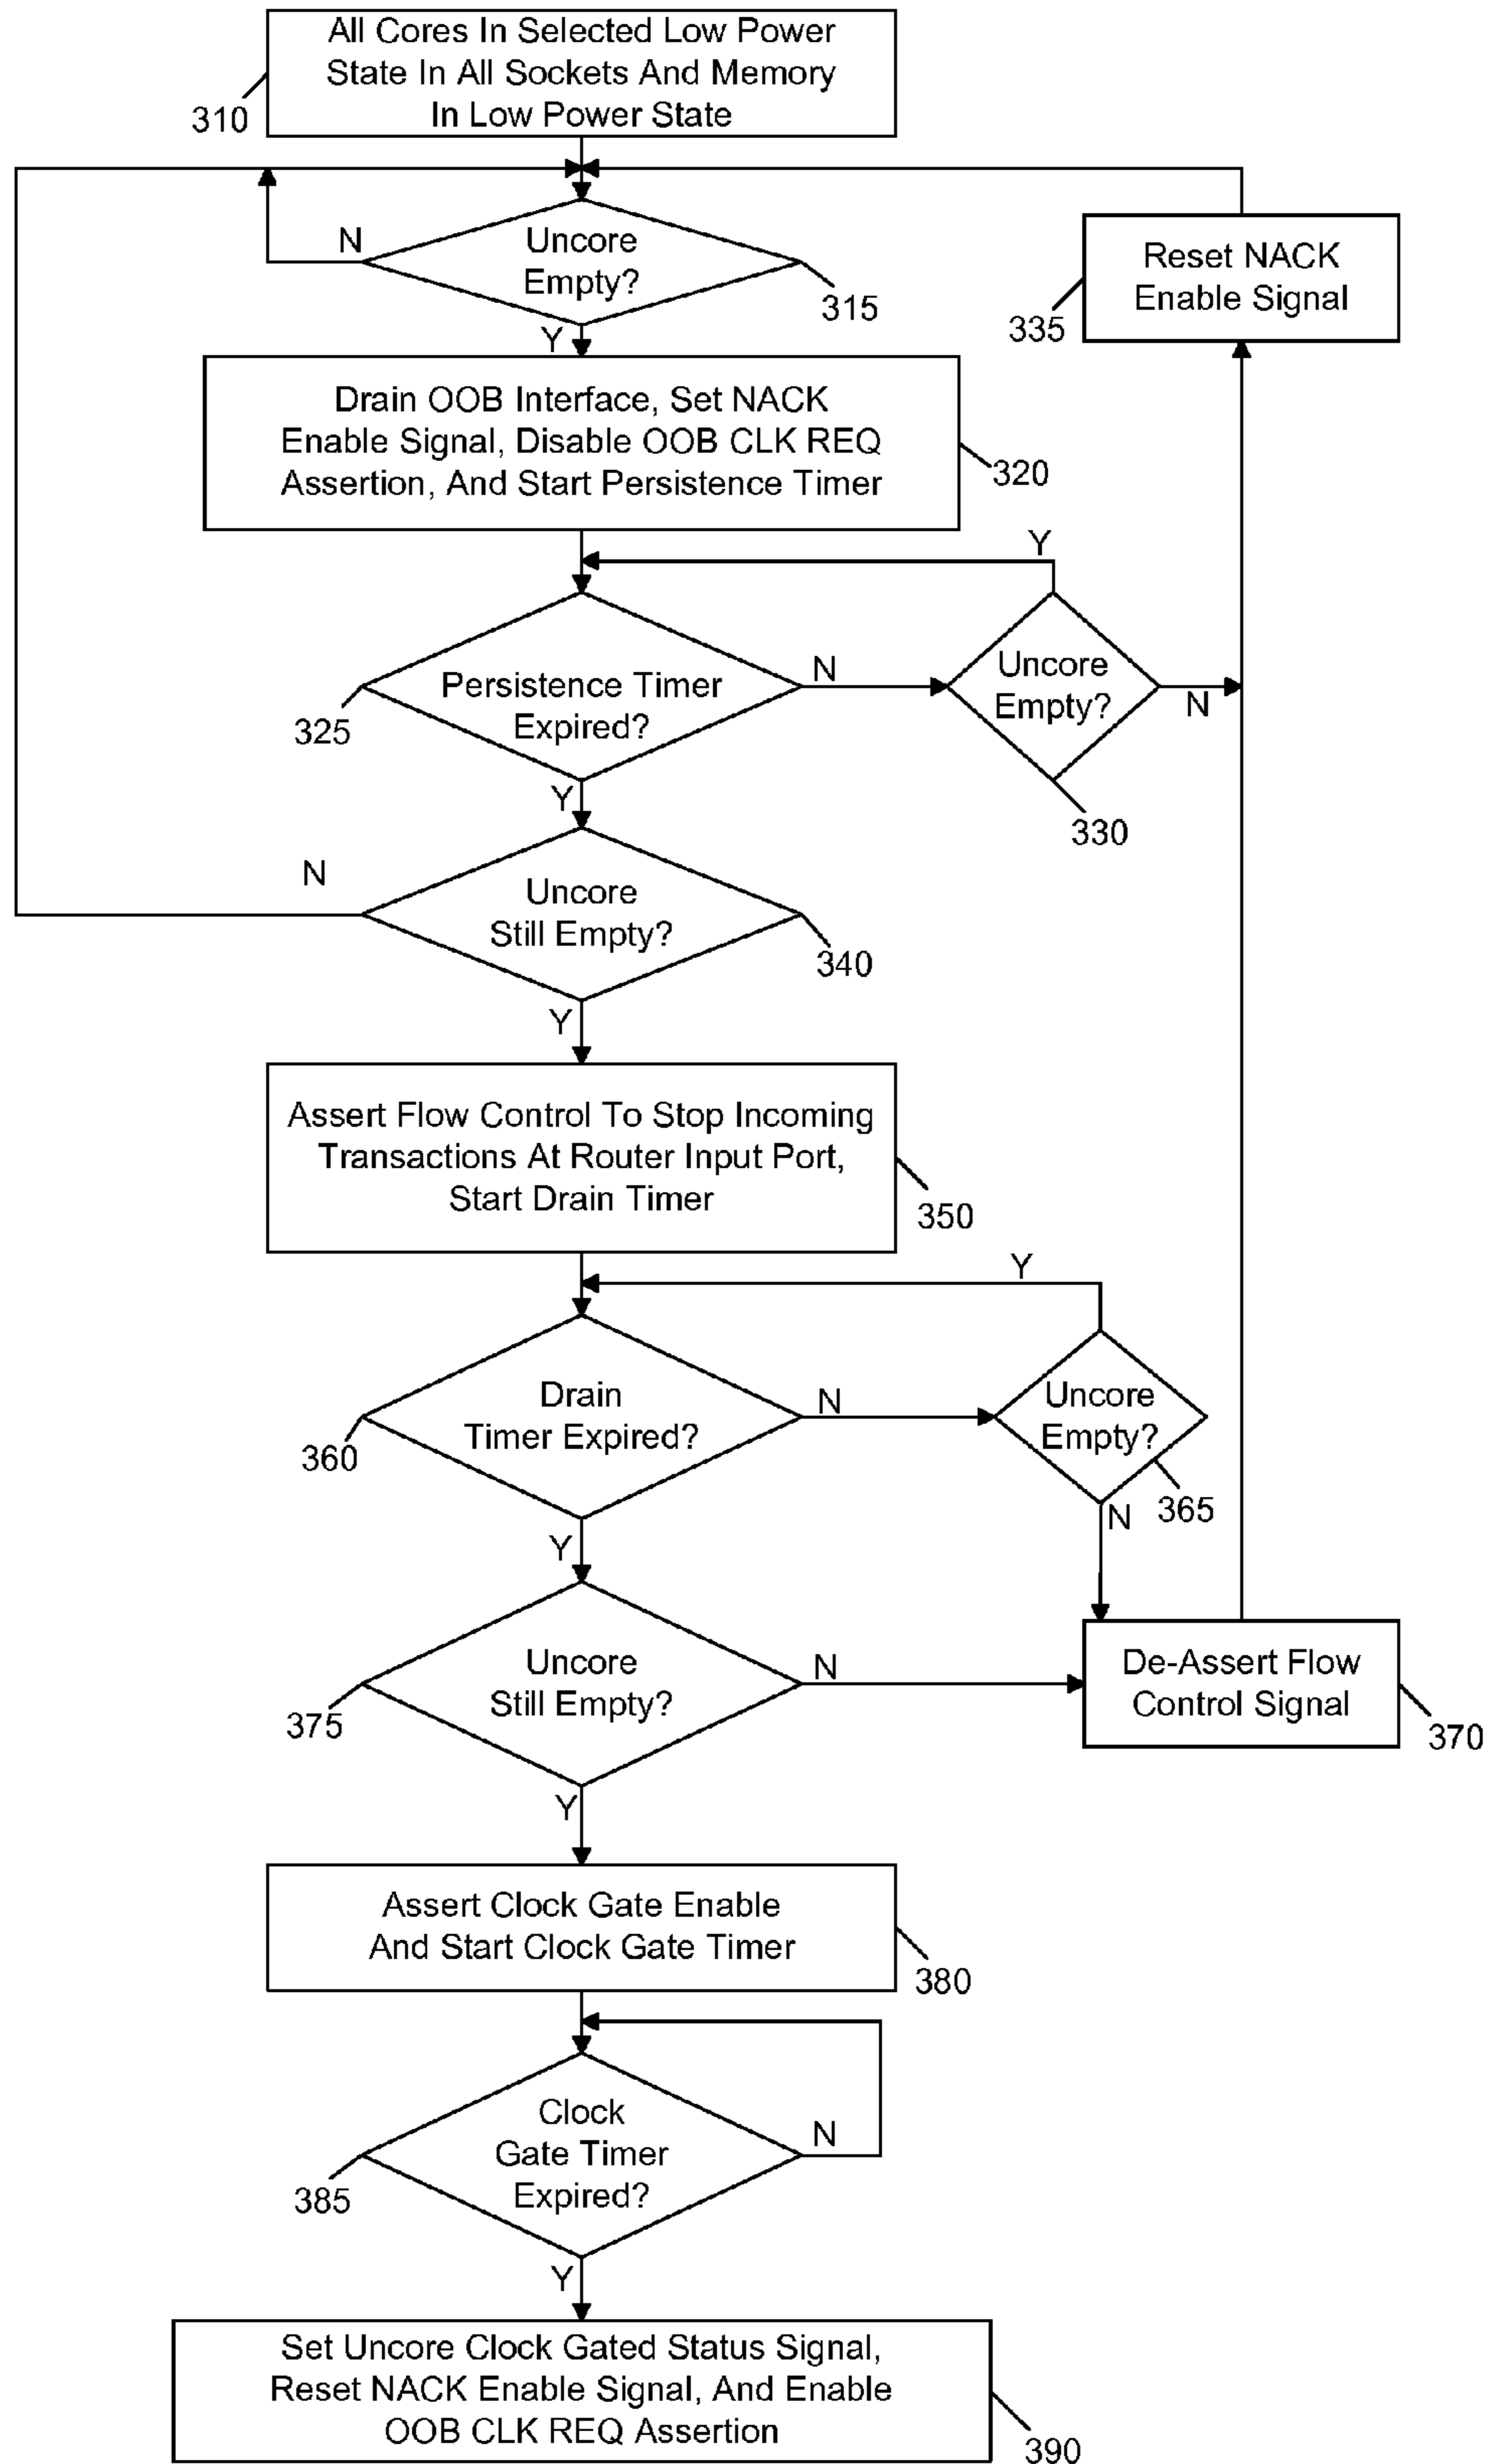 All Cores In Selected Low Power
State In All Sockets And Memory
In Low Power State
310
N
Uncore
Empty?
315
Y
Reset NACK
Enable Signal
335
Drain OOB Interface, Set NACK
Enable Signal, Disable OOB CLK REQ
Assertion, And Start Persistence Timer
320
Y
Persistence Timer
Expired?
325
N
Uncore
Empty?
N
330
Y
N
Uncore
Still Empty?
340
Y
Assert Flow Control To Stop Incoming
Transactions At Router Input Port,
Start Drain Timer
350
Y
Drain
Timer Expired?
360
N
Uncore
Empty?
365
N
Y
Uncore
Still Empty?
375
N
De-Assert Flow
Control Signal
370
Y
Assert Clock Gate Enable
And Start Clock Gate Timer
380
Clock
Gate Timer
Expired?
385
N
Y
Set Uncore Clock Gated Status Signal,
Reset NACK Enable Signal, And Enable
OOB CLK REQ Assertion
390